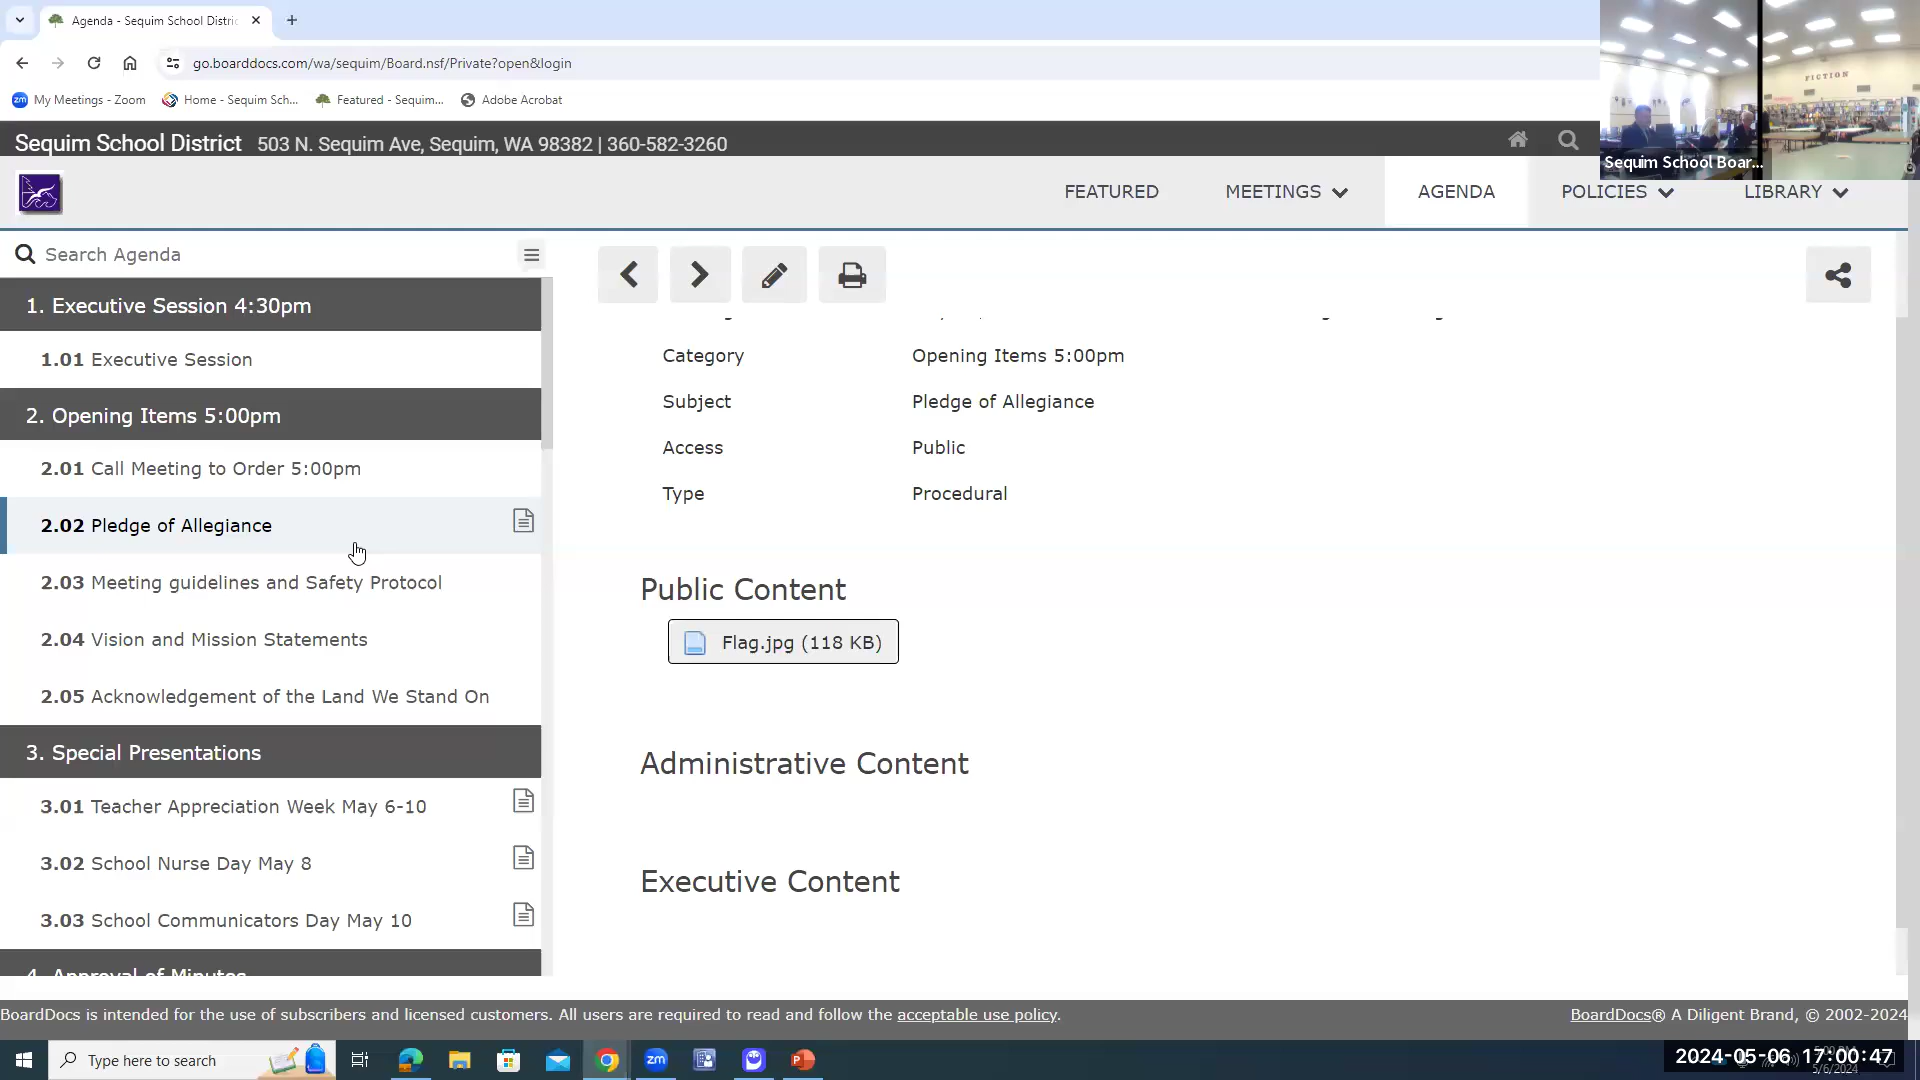 Agenda - Sequim School Distric
go.boarddocs.com/wa/sequim/Board.nsf/Private?open&login
My Meetings - Zoom
Home - Sequim Sch...
Featured - Sequim...
Adobe Acrobat
Sequim School District 503 N. Sequim Ave, Sequim, WA 98382 | 360-582-3260
FICTION
Sequim School Boar...
FEATURED
MEETINGS
AGENDA
POLICIES
LIBRARY
Search Agenda
1. Executive Session 4:30pm
1.01 Executive Session
2. Opening Items 5:00pm
2.01 Call Meeting to Order 5:00pm
2.02 Pledge of Allegiance
2.03 Meeting guidelines and Safety Protocol
2.04 Vision and Mission Statements
2.05 Acknowledgement of the Land We Stand On
3. Special Presentations
3.01 Teacher Appreciation Week May 6-10
3.02 School Nurse Day May 8
3.03 School Communicators Day May 10
4. Approval of Minutes
Category Opening Items 5:00pm
Subject Pledge of Allegiance
Access Public
Type Procedural
Public Content
Flag.jpg (118 KB)
Administrative Content
Executive Content
BoardDocs is intended for the use of subscribers and licensed customers. All users are required to read and follow the acceptable use policy.
BoardDocs® A Diligent Brand, © 2002-2024
Type here to search
zm
2024-05-06 17:00:47
5/6/2024